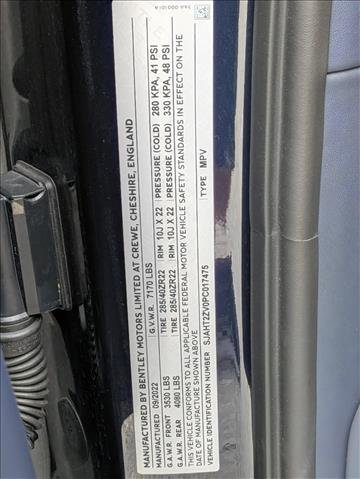 MANUFACTURED BY BENTLEY MOTORS LIMITED AT CREWE, CHESHIRE, ENGLAND
09/2022 G.V.W.R. 7170 LBS
G.A.W.R. FRONT 3530 LBS TIRE 285/40ZR22 RIM 10J X 22 PRESSURE (COLD) 280 KPA, 41 PSI
G.A.W.R. REAR 4080 LBS TIRE 285/40ZR22 RIM 10J X 22 PRESSURE (COLD) 330 KPA, 48 PSI
THIS VEHICLE CONFORMS TO ALL APPLICABLE FEDERAL MOTOR VEHICLE SAFETY STANDARDS IN EFFECT ON THE
DATE OF MANUFACTURE SHOWN ABOVE
VEHICLE IDENTIFICATION NUMBER SJAHT2ZV0PC017475 TYPE MPV